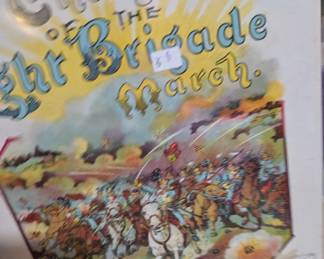 OF THE
ght Brigade
March.